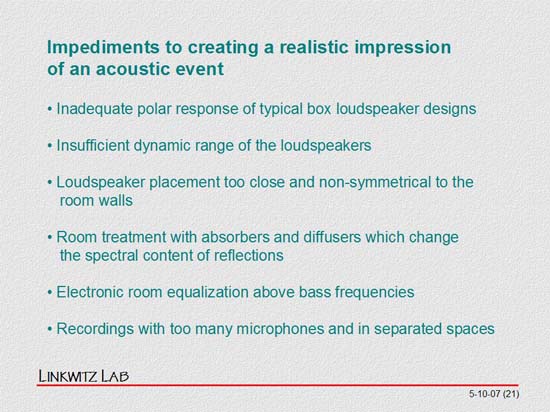 Impediments to creating a realistic impression
of an acoustic event
• Inadequate polar response of typical box loudspeaker designs
• Insufficient dynamic range of the loudspeakers
• Loudspeaker placement too close and non-symmetrical to the
room walls
• Room treatment with absorbers and diffusers which change
the spectral content of reflections
• Electronic room equalization above bass frequencies
• Recordings with too many microphones and in separated spaces
LINKWITZ LAB
5-10-07 (21)